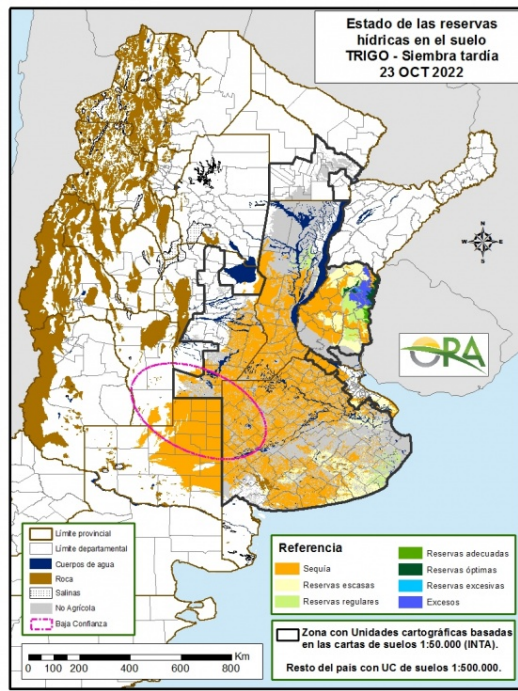 Estado de las reservas
hídricas en el suelo
TRIGO - Siembra tardía
23 OCT 2022
N
W
E
S
ORA
Límite provincial
Límite departamental
Cuerpos de agua
Roca
Salinas
No Agrícola
Baja Confianza
Referencia
Sequía
Reservas escasas
Reservas regulares
Reservas adecuadas
Reservas óptimas
Reservas excesivas
Excesos
Zona con Unidades cartográficas basadas
en las cartas de suelos 1:50.000 (INTA).
Resto del país con UC de suelos 1:500.000.
0 100 200 400 600 800 Km